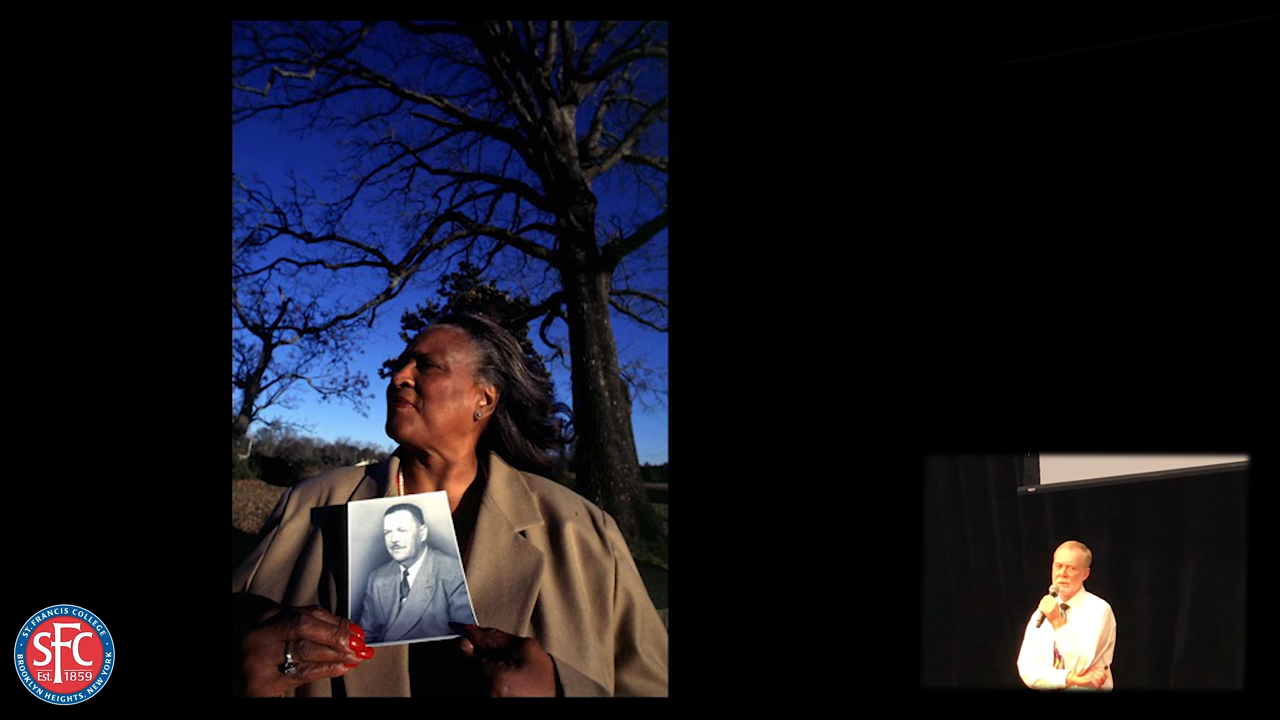 ST. FRANCIS COLLEGE
SFC
Est. 1859
BROOKLYN HEIGHTS, NEW YORK